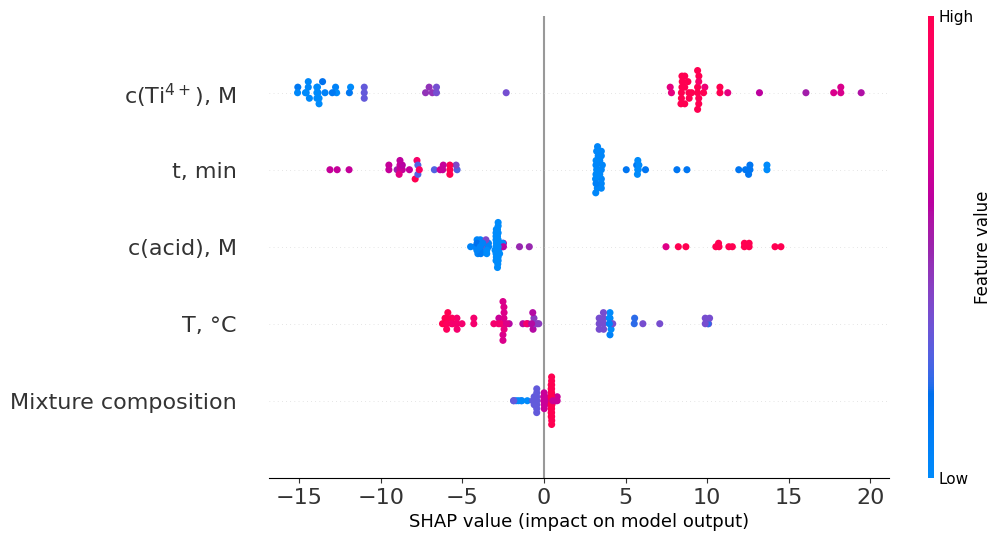 High
c(Ti⁴⁺), M
t, min
c(acid), M
T, °C
Mixture composition
Feature value
Low
−15 −10 −5 0 5 10 15 20
SHAP value (impact on model output)